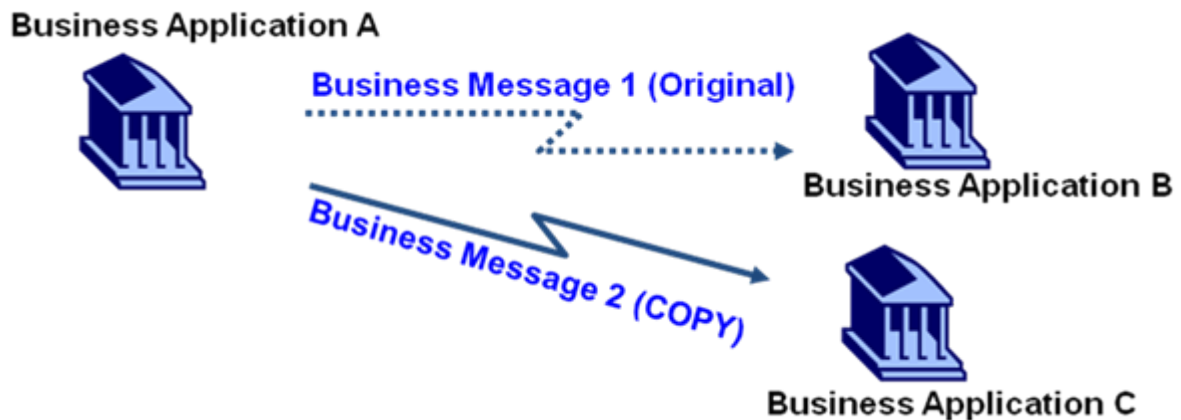 Business Application A
Business Message 1 (Original)
Business Application B
Business Message 2 (COPY)
Business Application C